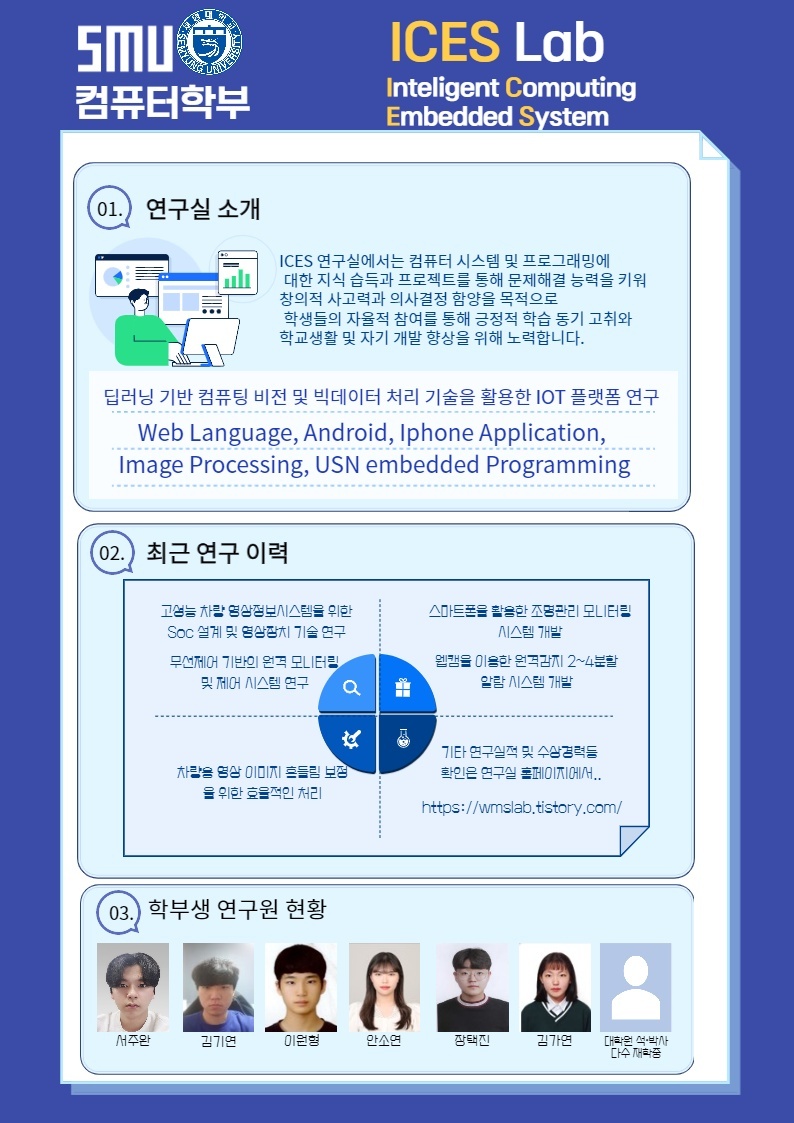 SMU
SEMYUNG UNIVERSITY
컴퓨터학부
ICES Lab
Inteligent Computing
Embedded System
01.
연구실 소개
ICES 연구실에서는 컴퓨터 시스템 및 프로그래밍에
대한 지식 습득과 프로젝트를 통해 문제해결 능력을 키워
창의적 사고력과 의사결정 함양을 목적으로
학생들의 자율적 참여를 통해 긍정적 학습 동기 고취와
학교생활 및 자기 개발 향상을 위해 노력합니다.
딥러닝 기반 컴퓨팅 비전 및 빅데이터 처리 기술을 활용한 IOT 플랫폼 연구
Web Language, Android, Iphone Application,
Image Processing, USN embedded Programming
02.
최근 연구 이력
고성능 차량 영상정보시스템을 위한
Soc 설계 및 영상장치 기술 연구
무선제어 기반의 원격 모니터링
및 제어 시스템 연구
스마트폰을 활용한 조명관리 모니터링
시스템 개발
웹캠을 이용한 원격감지 2~4분할
알람 시스템 개발
차량용 영상 이미지 흔들림 보정
을 위한 효율적인 처리
기타 연구실적 및 수상경력들
확인은 연구실 홈페이지에서..
https://wmslab.tistory.com/
03.
학부생 연구원 현황
서주완
김기연
이원형
안소연
장택진
김가연
대학원 석·박사
다수 재학중